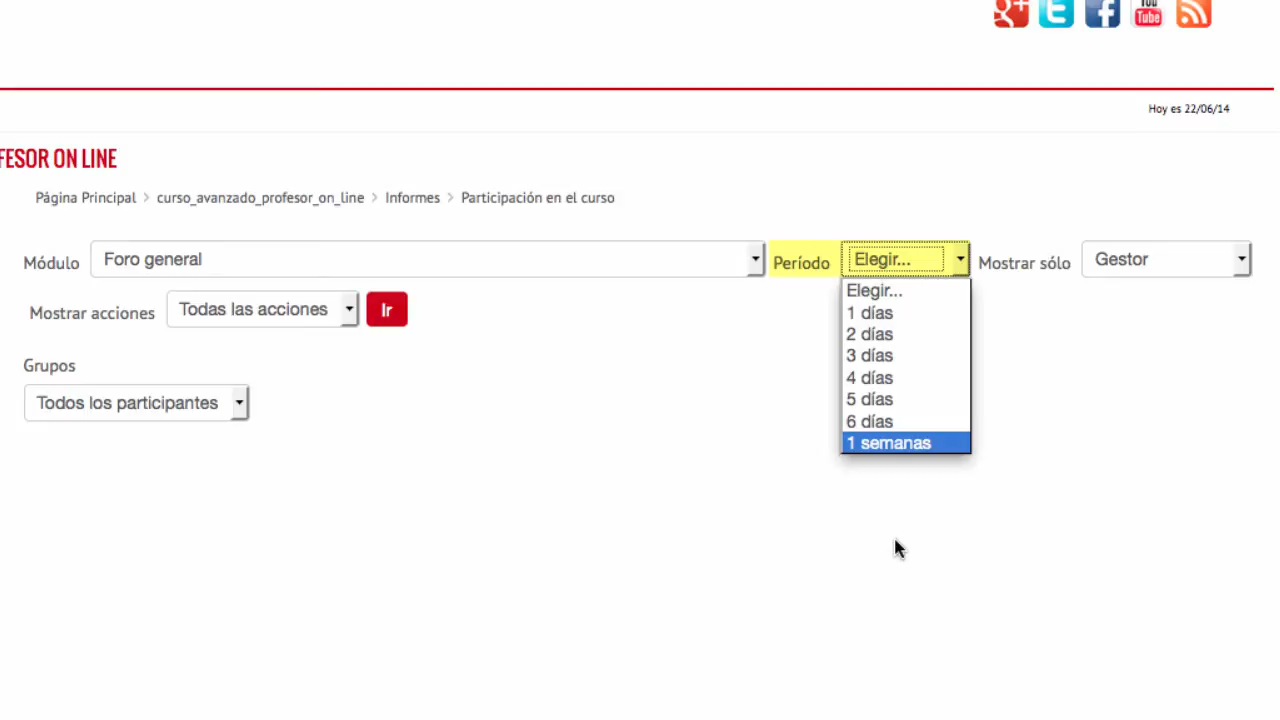 You
Tube
Hoy es 22/06/14
FESOR ON LINE
Página Principal > curso_avanzado_profesor_on_line > Informes > Participación en el curso
Módulo Foro general Período Elegir... Mostrar sólo Gestor
Elegir...
1 días
2 días
3 días
4 días
5 días
6 días
1 semanas
Mostrar acciones Todas las acciones Ir
Grupos
Todos los participantes